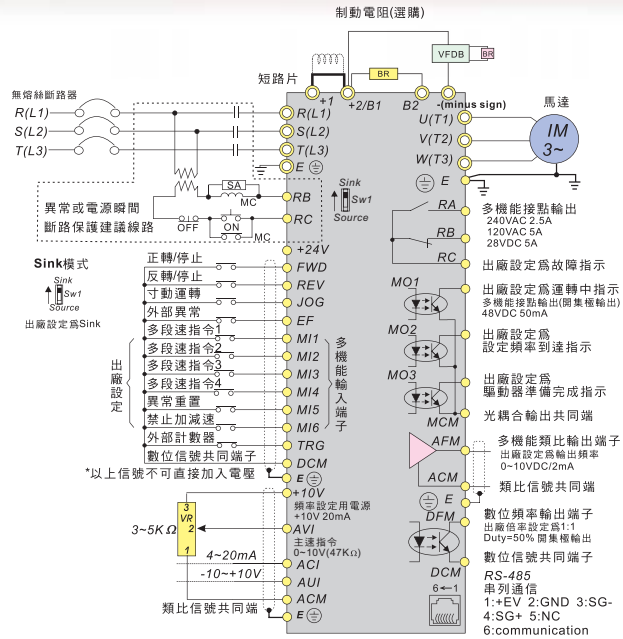 制動電阻(選購)
VFDB
BR
BR
短路片
+1
+2/B1
B2
-(minus sign)
無熔絲斷路器
R(L1)
S(L2)
T(L3)
R(L1)
S(L2)
T(L3)
E
U(T1)
V(T2)
W(T3)
E
馬達
IM
3~
SA
MC
OFF
ON
MC
RB
RC
異常或電源瞬間
斷路保護建議線路
Sink
Sw1
Source
RA
RB
RC
多機能接點輸出
240VAC 2.5A
120VAC 5A
28VDC 5A
出廠設定為故障指示
Sink模式
Sink
Sw1
Source
出廠設定為Sink
出廠設定
+24V
正轉/停止
FWD
反轉/停止
REV
寸動運轉
JOG
外部異常
EF
多段速指令1
MI1
多段速指令2
MI2
多段速指令3
MI3
多段速指令4
MI4
異常重置
MI5
禁止加減速
MI6
外部計數器
TRG
數位信號共同端子
DCM
*以上信號不可直接加入電壓
E
多機能輸入端子
MO1
出廠設定為運轉中指示
多機能接點輸出(開集極輸出)
48VDC 50mA
MO2
出廠設定為
設定頻率到達指示
MO3
出廠設定為
驅動器準備完成指示
MCM
光耦合輸出共同端
AFM
多機能類比輸出端子
出廠設定為輸出頻率
0~10VDC/2mA
ACM
類比信號共同端
E
DFM
數位頻率輸出端子
出廠倍率設定為1:1
Duty=50% 開集極輸出
DCM
數位信號共同端子
+10V
頻率設定用電源
+10V 20mA
3
VR
2
1
3~5KΩ
AVI
主速指令
0~10V(47KΩ)
4~20mA
ACI
-10~+10V
AUI
ACM
類比信號共同端
E
6←1
RS-485
串列通信
1:+EV 2:GND 3:SG-
4:SG+ 5:NC
6:communication